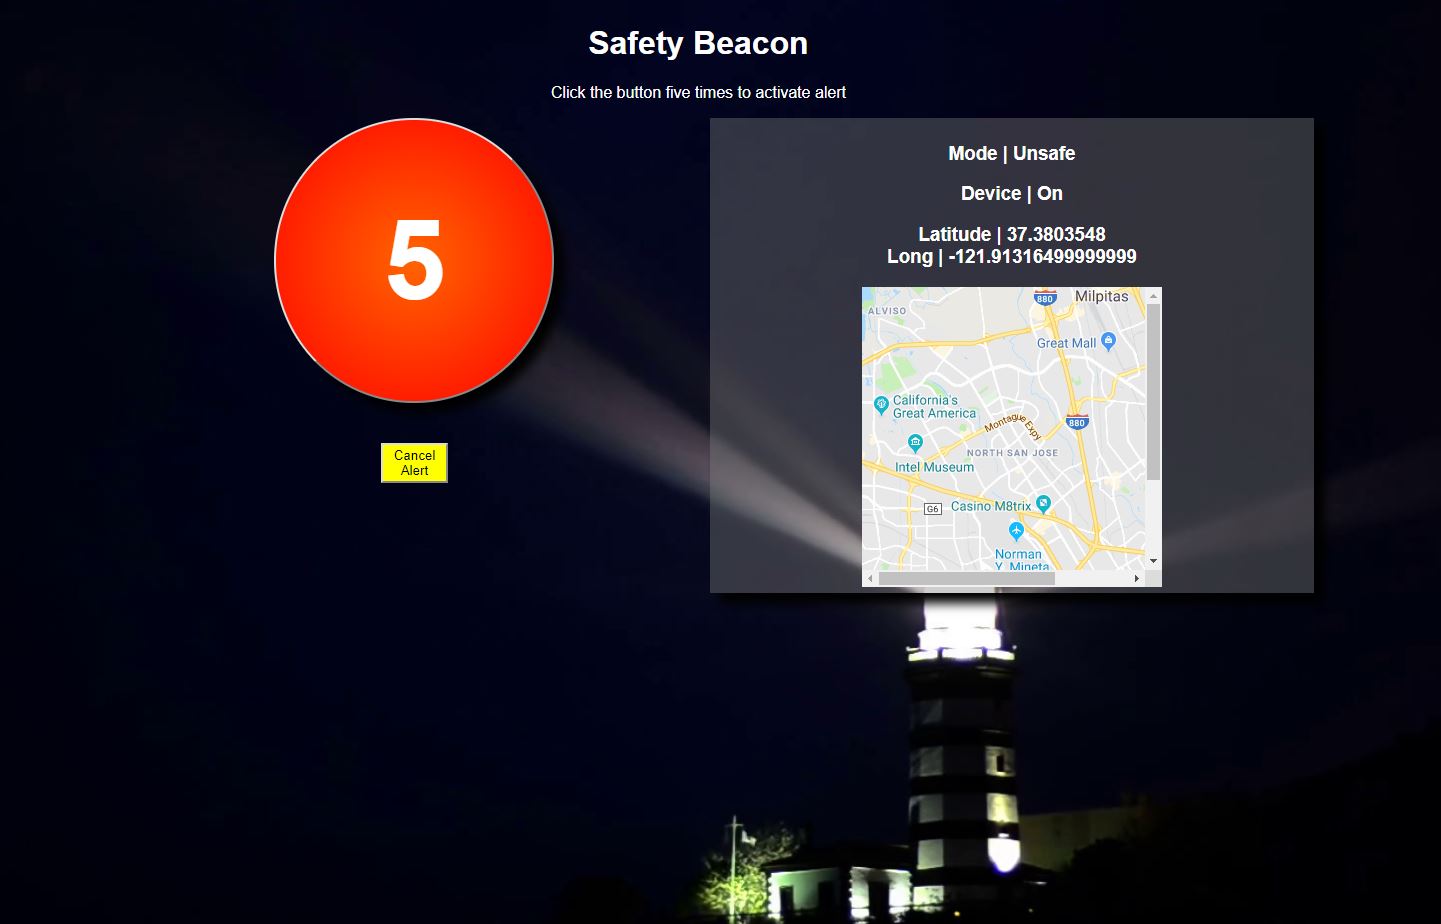 Safety Beacon
Click the button five times to activate alert
5
Cancel
Alert
Mode | Unsafe
Device | On
Latitude | 37.3803548
Long | -121.91316499999999
880
Milpitas
ALVISO
Great Mall
California's
Great America
Montague Expy
880
NORTH SAN JOSE
Intel Museum
G6
Casino M8trix
Norman
Y. Mineta